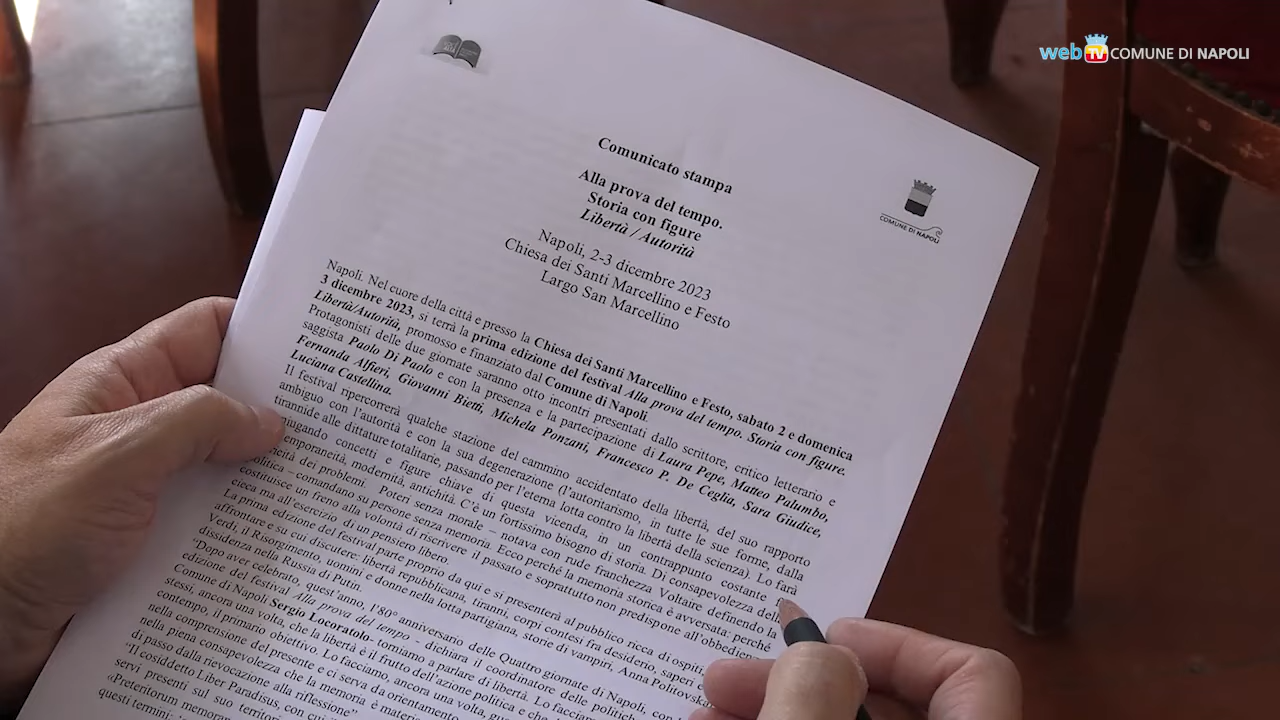 web TV COMUNE DI NAPOLI
COMUNE DI NAPOLI
Comunicato stampa
Alla prova del tempo.
Storia con figure
Libertà / Autorità
Napoli, 2-3 dicembre 2023
Chiesa dei Santi Marcellino e Festo
Largo San Marcellino
Napoli. Nel cuore della città e presso la Chiesa dei Santi Marcellino e Festo, sabato 2 e domenica
3 dicembre 2023, si terrà la prima edizione del festival Alla prova del tempo. Storia con figure.
Libertà/Autorità, promosso e finanziato dal Comune di Napoli.
Protagonisti delle due giornate saranno otto incontri presentati dallo scrittore, critico letterario e
saggista Paolo Di Paolo e con la presenza e la partecipazione di Laura Pepe, Matteo Palumbo,
Fernanda Alfieri, Giovanni Bietti, Michela Ponzani, Francesco P. De Ceglia, Sara Giudice,
Luciana Castellina.
Il festival ripercorrerà qualche stazione del cammino accidentato della libertà, del suo rapporto
ambiguo con l'autorità e con la sua degenerazione (l'autoritarismo, in tutte le sue forme, dalla
tirannide alle dittature totalitarie, passando per l'eterna lotta contro la libertà della scienza). Lo farà
concetti e figure chiave di questa vicenda, in un contrappunto costante
modernità, antichità. C'è un fortissimo bisogno di storia. Di consapevolezza
dei problemi. Poteri senza morale – notava con rude franchezza Voltaire definendo la
politica – comandano su persone senza memoria. Ecco perché la memoria storica è avversata: perché
costituisce un freno alla volontà di riscrivere il passato e soprattutto non predispone
cieca ma all'esercizio di un pensiero libero.
La prima edizione del festival parte proprio da qui e si presenterà al pubblico ricca di
affrontare e su cui discutere: libertà repubblicana, tiranni, corpi contesi fra desiderio, saperi
Verdi, il Risorgimento, uomini e donne nella lotta partigiana, storie di vampiri, Anna
dissidenza nella Russia di Putin.
"Dopo aver celebrato, quest'anno, l'80° anniversario delle Quattro giornate di Napoli, con
edizione del festival Alla prova del tempo - dichiara il coordinatore delle politiche
Comune di Napoli Sergio Locoratolo- torniamo a parlare di libertà. Lo facciamo
stessi, ancora una volta, che la libertà è il frutto dell'azione politica e
contempo, il primario obiettivo. Lo facciamo, ancora una volta,
nella piena consapevolezza che la memoria è
nella comprensione del presente e ci serva da orientamento
di passo dalla rievocazione alla riflessione"
"Il cosiddetto Liber Paradisus, con cui
servi presenti sul suo
«Preteritorum
questi termini: